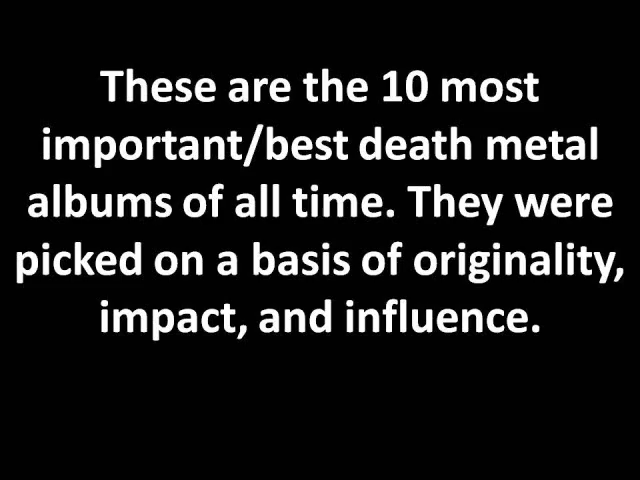 These are the 10 most
important/best death metal
albums of all time. They were
picked on a basis of originality,
impact, and influence.